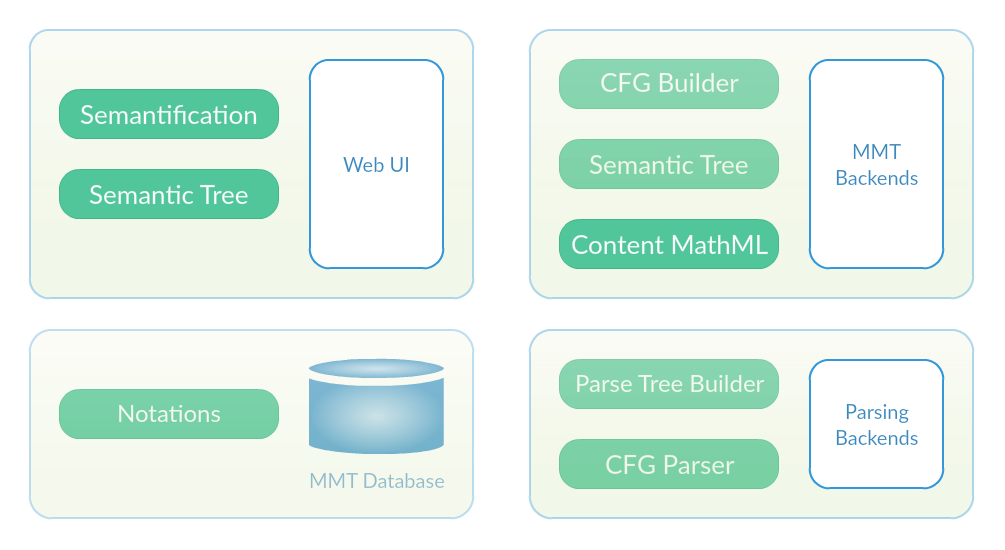 Semantification
Semantic Tree
Web UI
CFG Builder
Semantic Tree
Content MathML
MMT
Backends
Notations
MMT Database
Parse Tree Builder
CFG Parser
Parsing
Backends